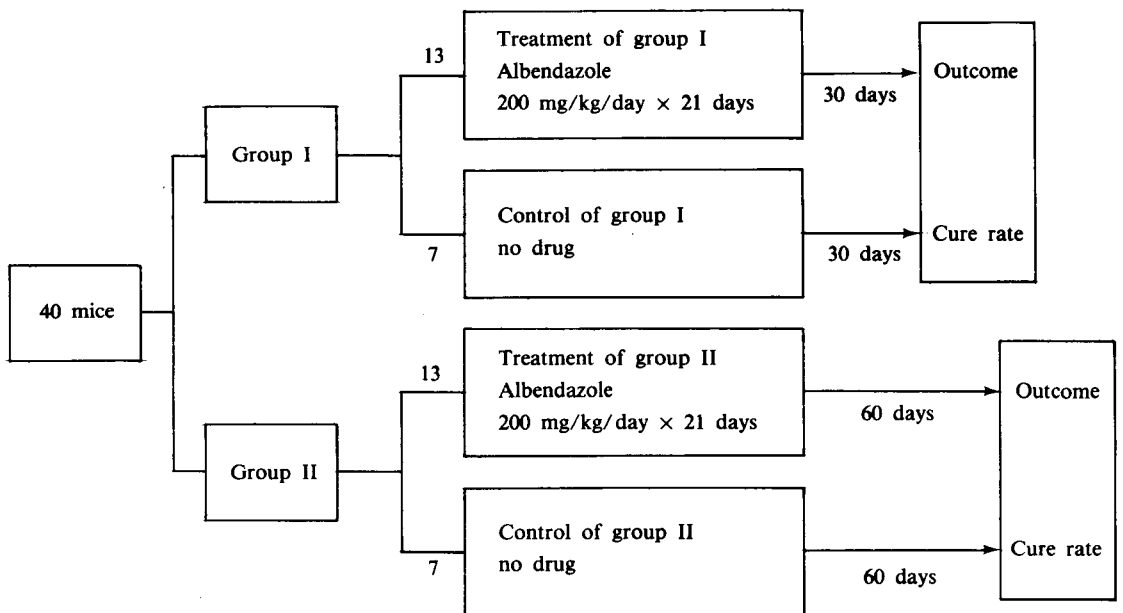 40 mice
Group I
13
Treatment of group I
Albendazole
200 mg/kg/day × 21 days
30 days
7
Control of group I
no drug
30 days
Outcome
Cure rate
Group II
13
Treatment of group II
Albendazole
200 mg/kg/day × 21 days
60 days
7
Control of group II
no drug
60 days
Outcome
Cure rate